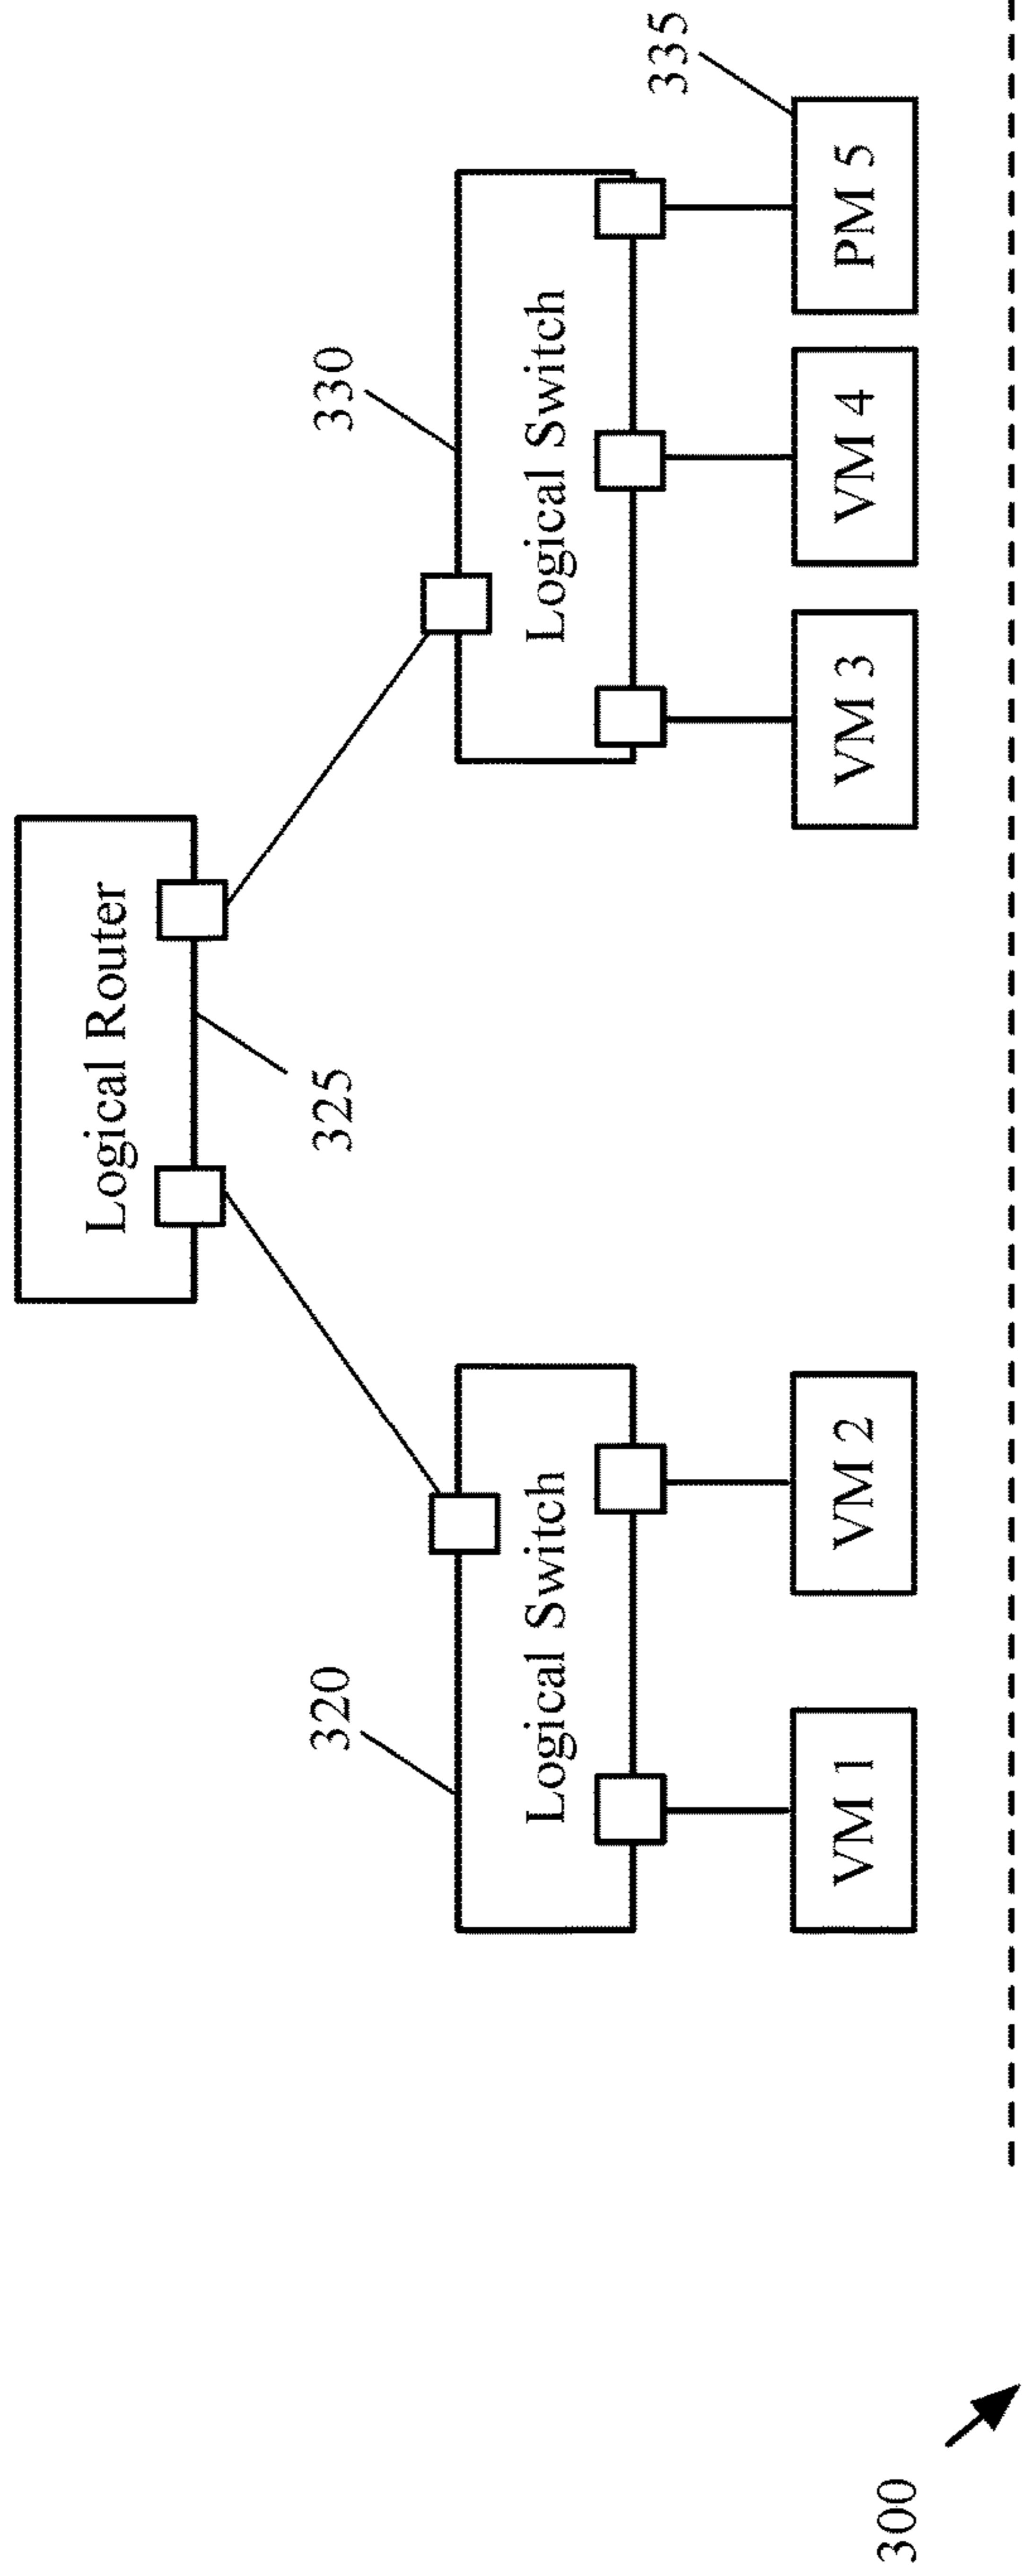 Logical Router
325
320
330
Logical Switch
Logical Switch
335
VM 1
VM 2
VM 3
VM 4
PM 5
300